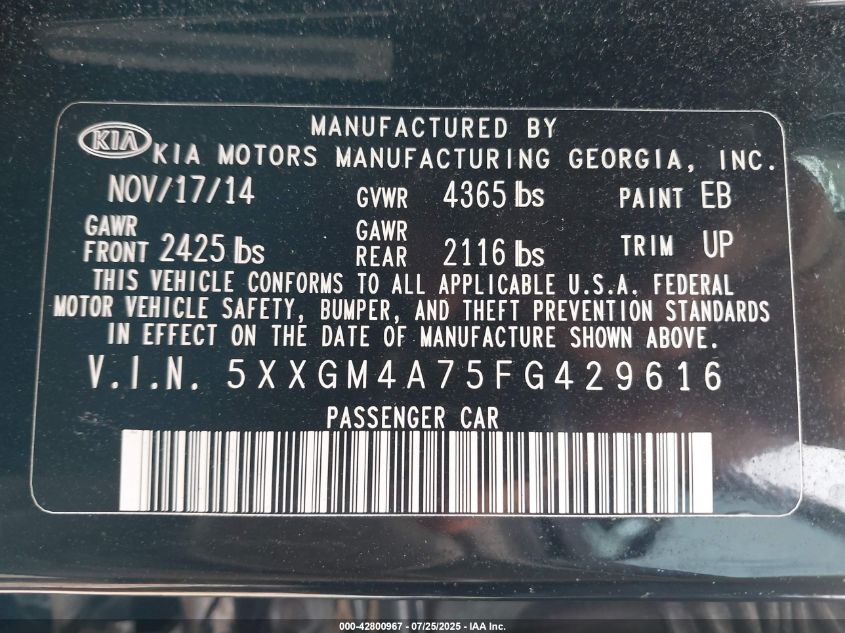 MANUFACTURED BY
KIA KIA MOTORS MANUFACTURING GEORGIA, INC.
NOV/17/14 GVWR 4365 lbs PAINT EB
GAWR FRONT 2425 lbs GAWR REAR 2116 lbs TRIM UP
THIS VEHICLE CONFORMS TO ALL APPLICABLE U.S.A. FEDERAL
MOTOR VEHICLE SAFETY, BUMPER, AND THEFT PREVENTION STANDARDS
IN EFFECT ON THE DATE OF MANUFACTURE SHOWN ABOVE.
V.I.N. 5XXGM4A75FG429616
PASSENGER CAR
000-42800967 - 07/25/2025 - IAA Inc.